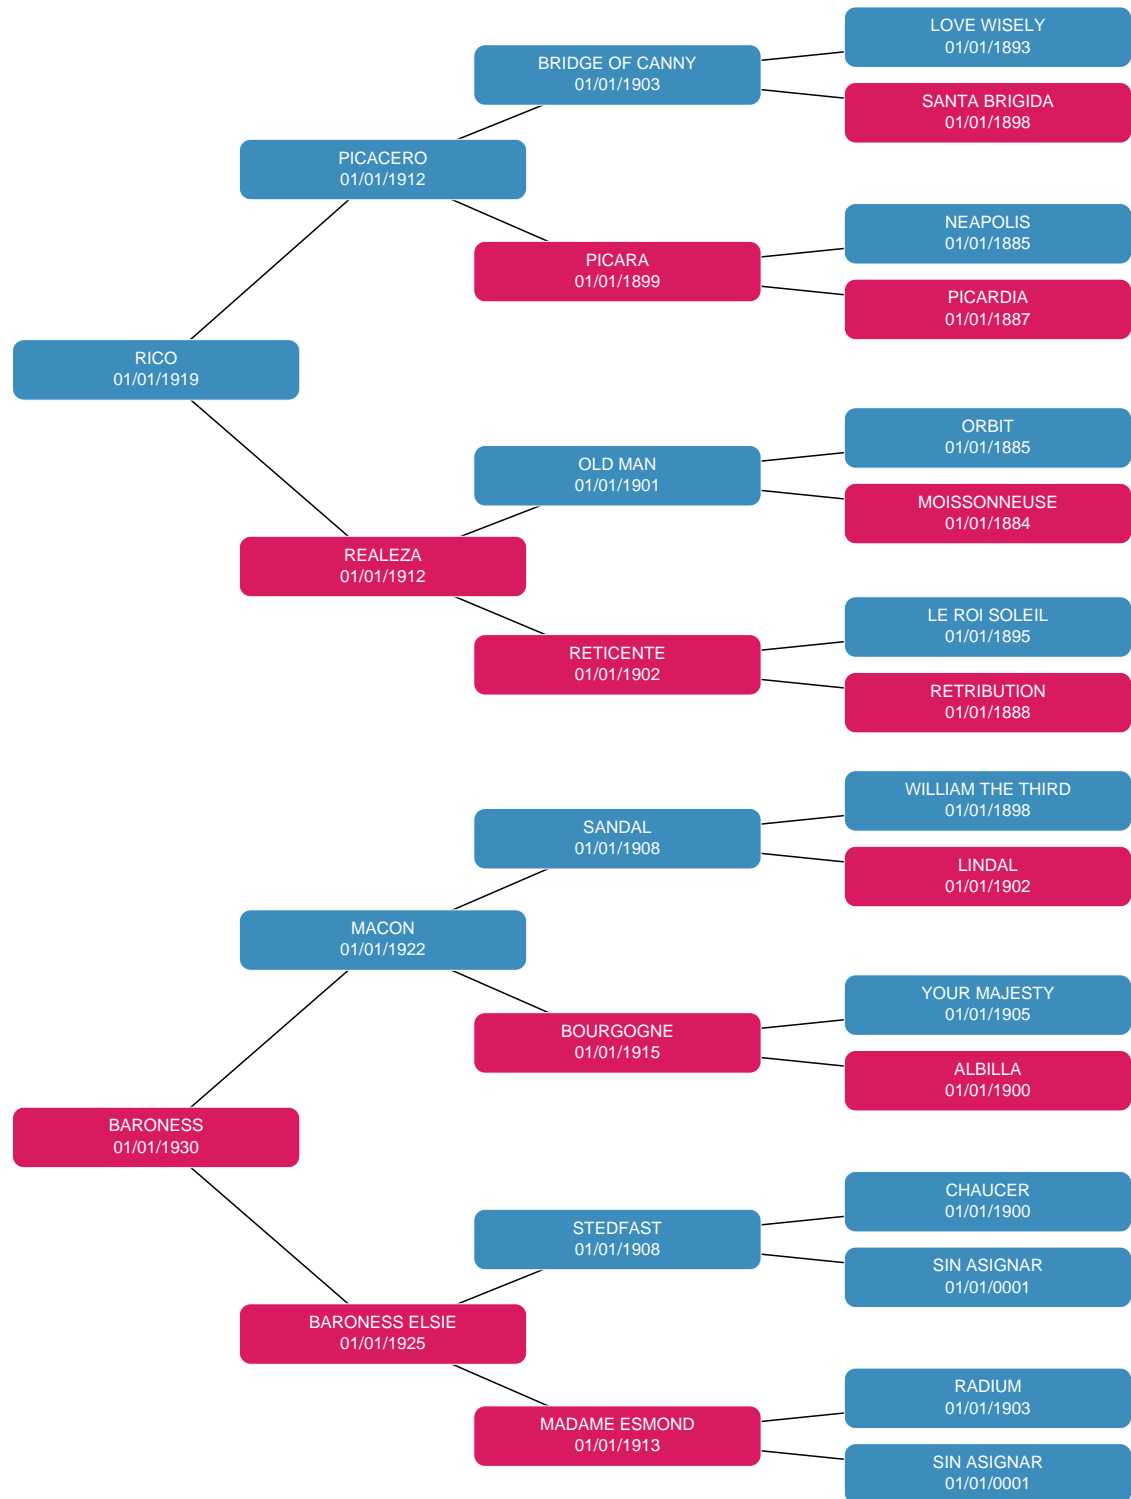 LOVE WISELY
01/01/1893
BRIDGE OF CANNY
01/01/1903
SANTA BRIGIDA
01/01/1898
PICACERO
01/01/1912
NEAPOLIS
01/01/1885
PICARA
01/01/1899
PICARDIA
01/01/1887
RICO
01/01/1919
ORBIT
01/01/1885
OLD MAN
01/01/1901
MOISSONNEUSE
01/01/1884
REALEZA
01/01/1912
LE ROI SOLEIL
01/01/1895
RETICENTE
01/01/1902
RETRIBUTION
01/01/1888
WILLIAM THE THIRD
01/01/1898
SANDAL
01/01/1908
LINDAL
01/01/1902
MACON
01/01/1922
YOUR MAJESTY
01/01/1905
BOURGOGNE
01/01/1915
ALBILLA
01/01/1900
BARONESS
01/01/1930
CHAUCER
01/01/1900
STEDFAST
01/01/1908
SIN ASIGNAR
01/01/0001
BARONESS ELSIE
01/01/1925
RADIUM
01/01/1903
MADAME ESMOND
01/01/1913
SIN ASIGNAR
01/01/0001